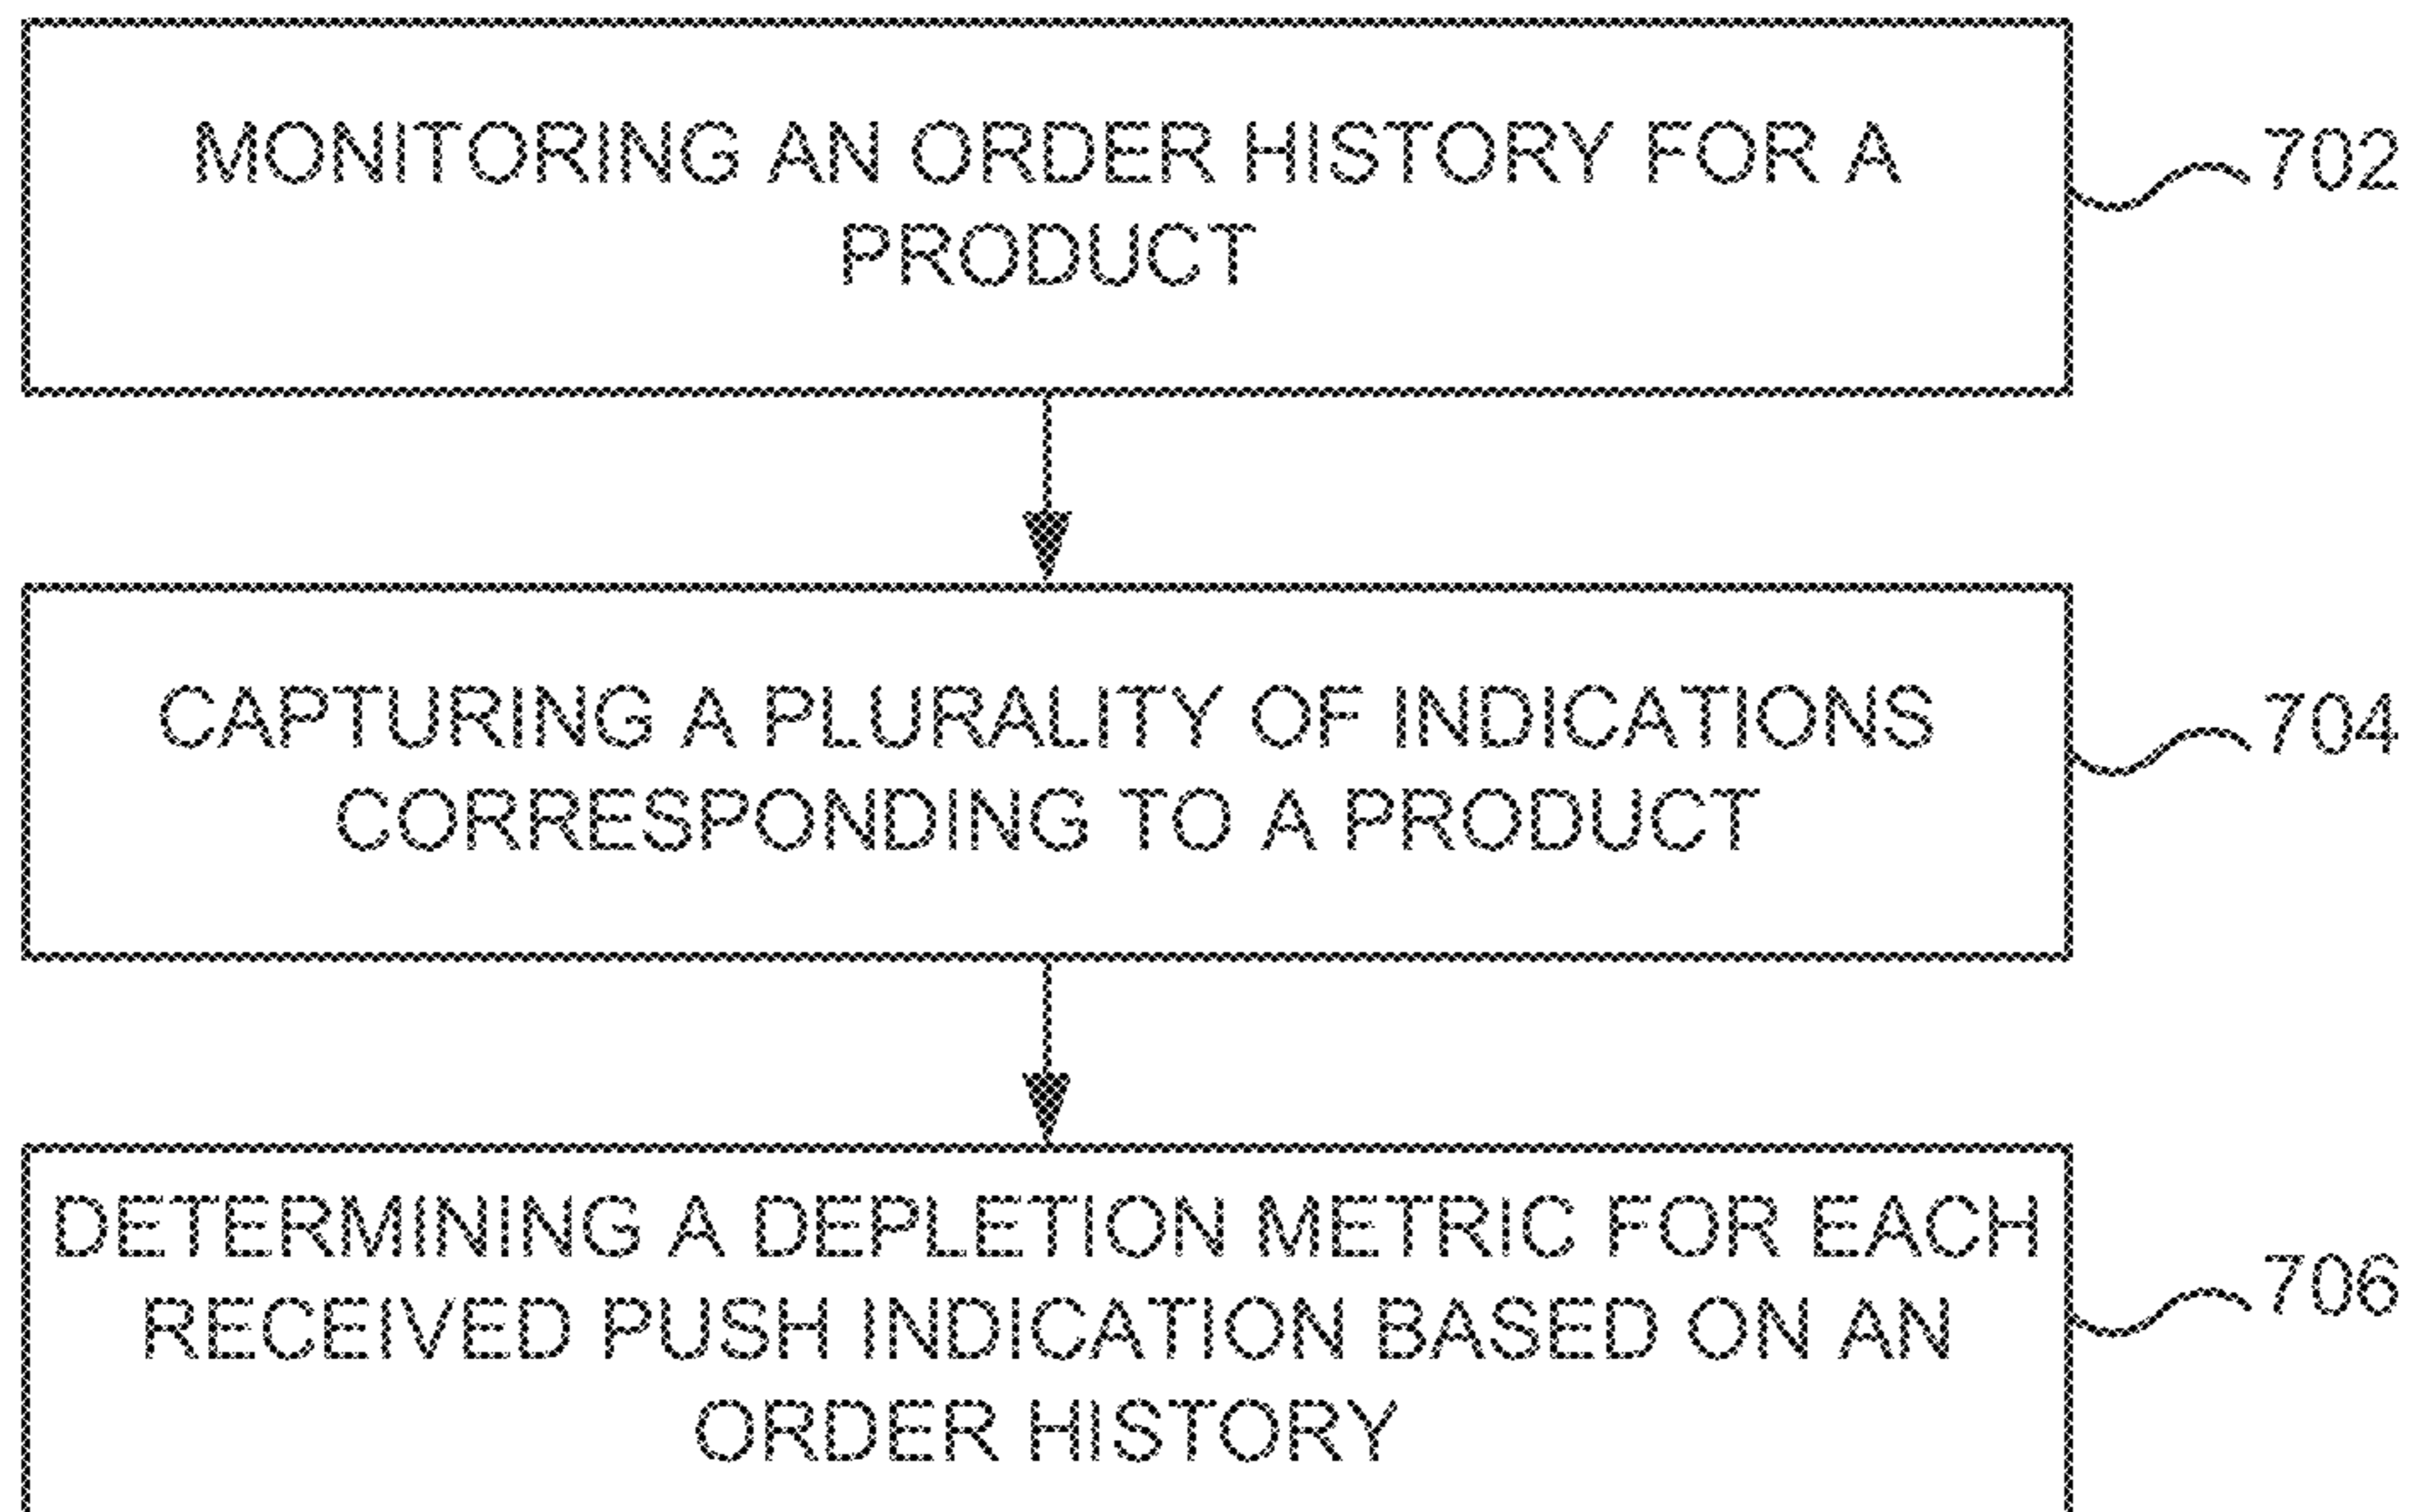 MONITORING AN ORDER HISTORY FOR A
PRODUCT
702
CAPTURING A PLURALITY OF INDICATIONS
CORRESPONDING TO A PRODUCT
704
DETERMINING A DEPLETION METRIC FOR EACH
RECEIVED PUSH INDICATION BASED ON AN
ORDER HISTORY
706